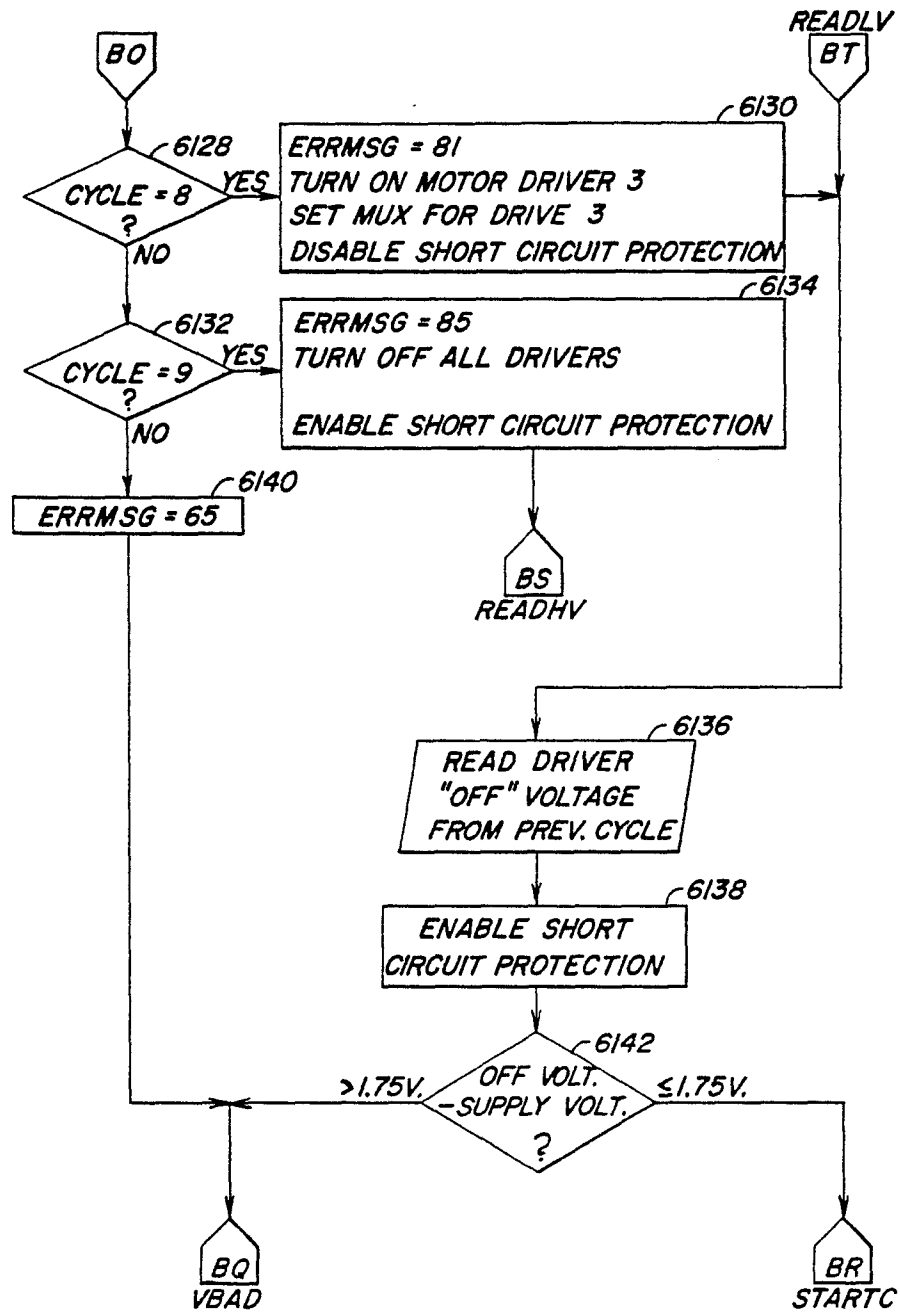 READLV
BO
BT
6128
CYCLE = 8
?
YES
NO
6130
ERRMSG = 81
TURN ON MOTOR DRIVER 3
SET MUX FOR DRIVE 3
DISABLE SHORT CIRCUIT PROTECTION
6132
CYCLE = 9
?
YES
NO
6134
ERRMSG = 85
TURN OFF ALL DRIVERS
ENABLE SHORT CIRCUIT PROTECTION
6140
ERRMSG = 65
BS
READHV
6136
READ DRIVER
"OFF" VOLTAGE
FROM PREV. CYCLE
6138
ENABLE SHORT
CIRCUIT PROTECTION
6142
OFF VOLT.
-SUPPLY VOLT.
?
>1.75V.
≤1.75V.
BQ
VBAD
BR
STARTC